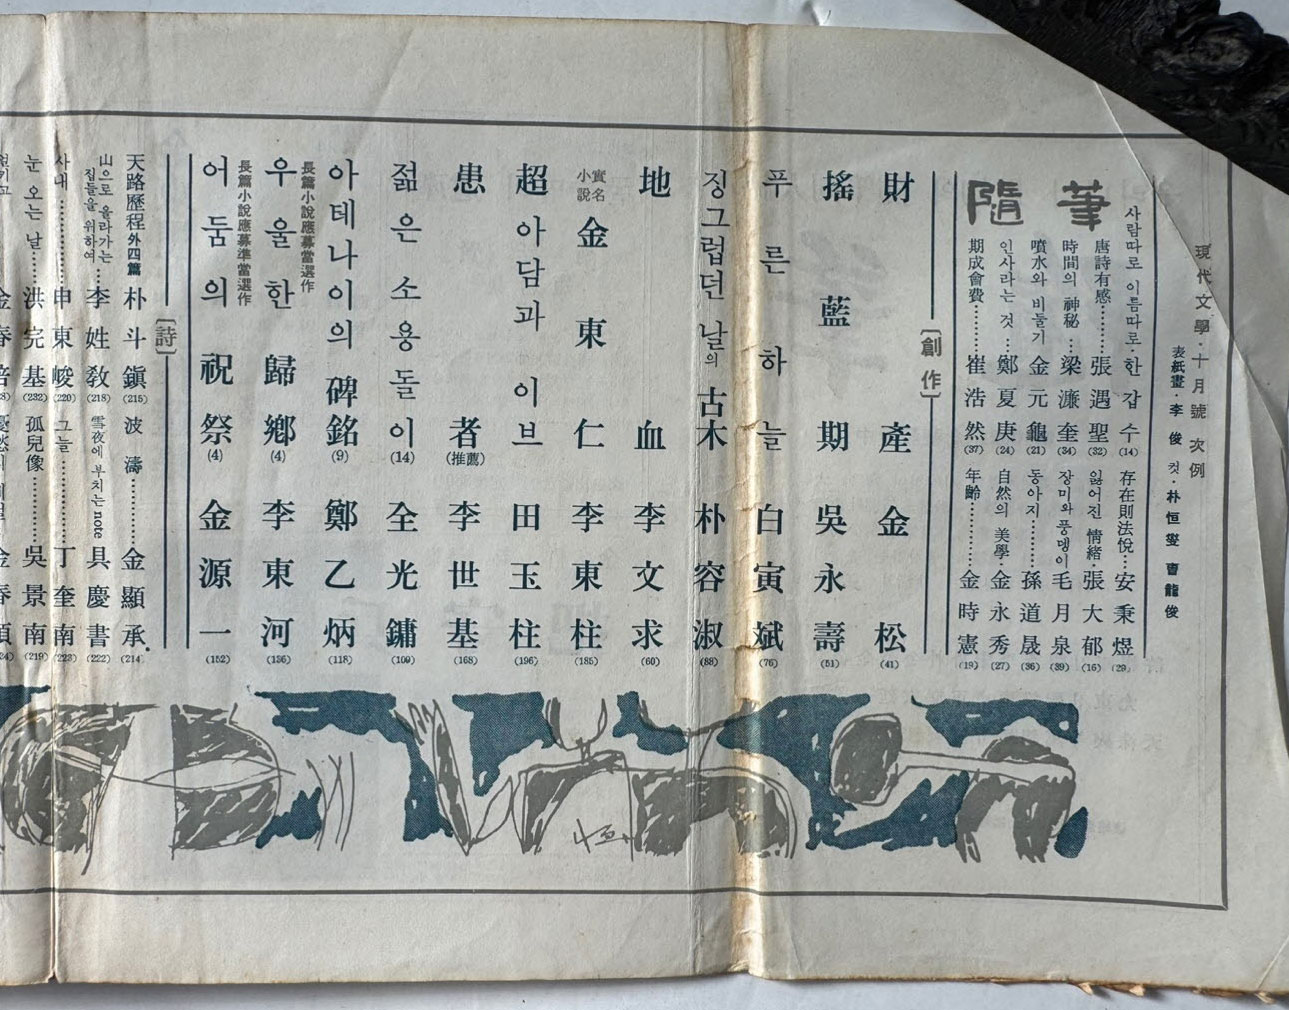 現代文學·十月號 次例
表紙畫·李俊 컷·朴恒燮 曺龍俊
隨筆
사람따로 이름따로·한갑수(14)
存在則法悅…安秉煜(29)
唐詩有感………張遇聖(32)
잃어진 情緖·張大郁(16)
時間의 神秘…梁濂奎(34)
장미와 풍뎅이 毛月泉(39)
噴水와 비둘기 金元龜(21)
동아지……孫道晟(36)
인사라는 것…鄭夏庚(24)
自然의 美學·金永秀(27)
期成會費………崔浩然(37)
年齡…………金時憲(19)
〔創作〕
財産 金松(41)
搖籃期 吳永壽(51)
푸른 하늘 白寅斌(76)
징그럽던 날의 古木 朴容淑(88)
地血 李文求(60)
實名小說 金東仁 李東柱(185)
超아담과 이브 田玉柱(196)
患者(推薦) 李世基(168)
젊은 소용돌이(14) 全光鏞(109)
아테나이의 碑銘(9) 鄭乙炳(118)
長篇小說應募當選作
우울한 歸鄕(4) 李東河(136)
長篇小說應募準當選作
어둠의 祝祭(4) 金源一(152)
〔詩〕
天路歷程 外四篇 朴斗鎭(215)
波濤…………金顯承(214)
山으로 올라가는 집들을 위하여…李姓敎(218)
雪夜에 부치는 note 具慶書(222)
사내…………申東峻(220)
그늘…………丁奎南(223)
눈 오는 날……洪完基(232)
孤兒像…………吳景南(219)